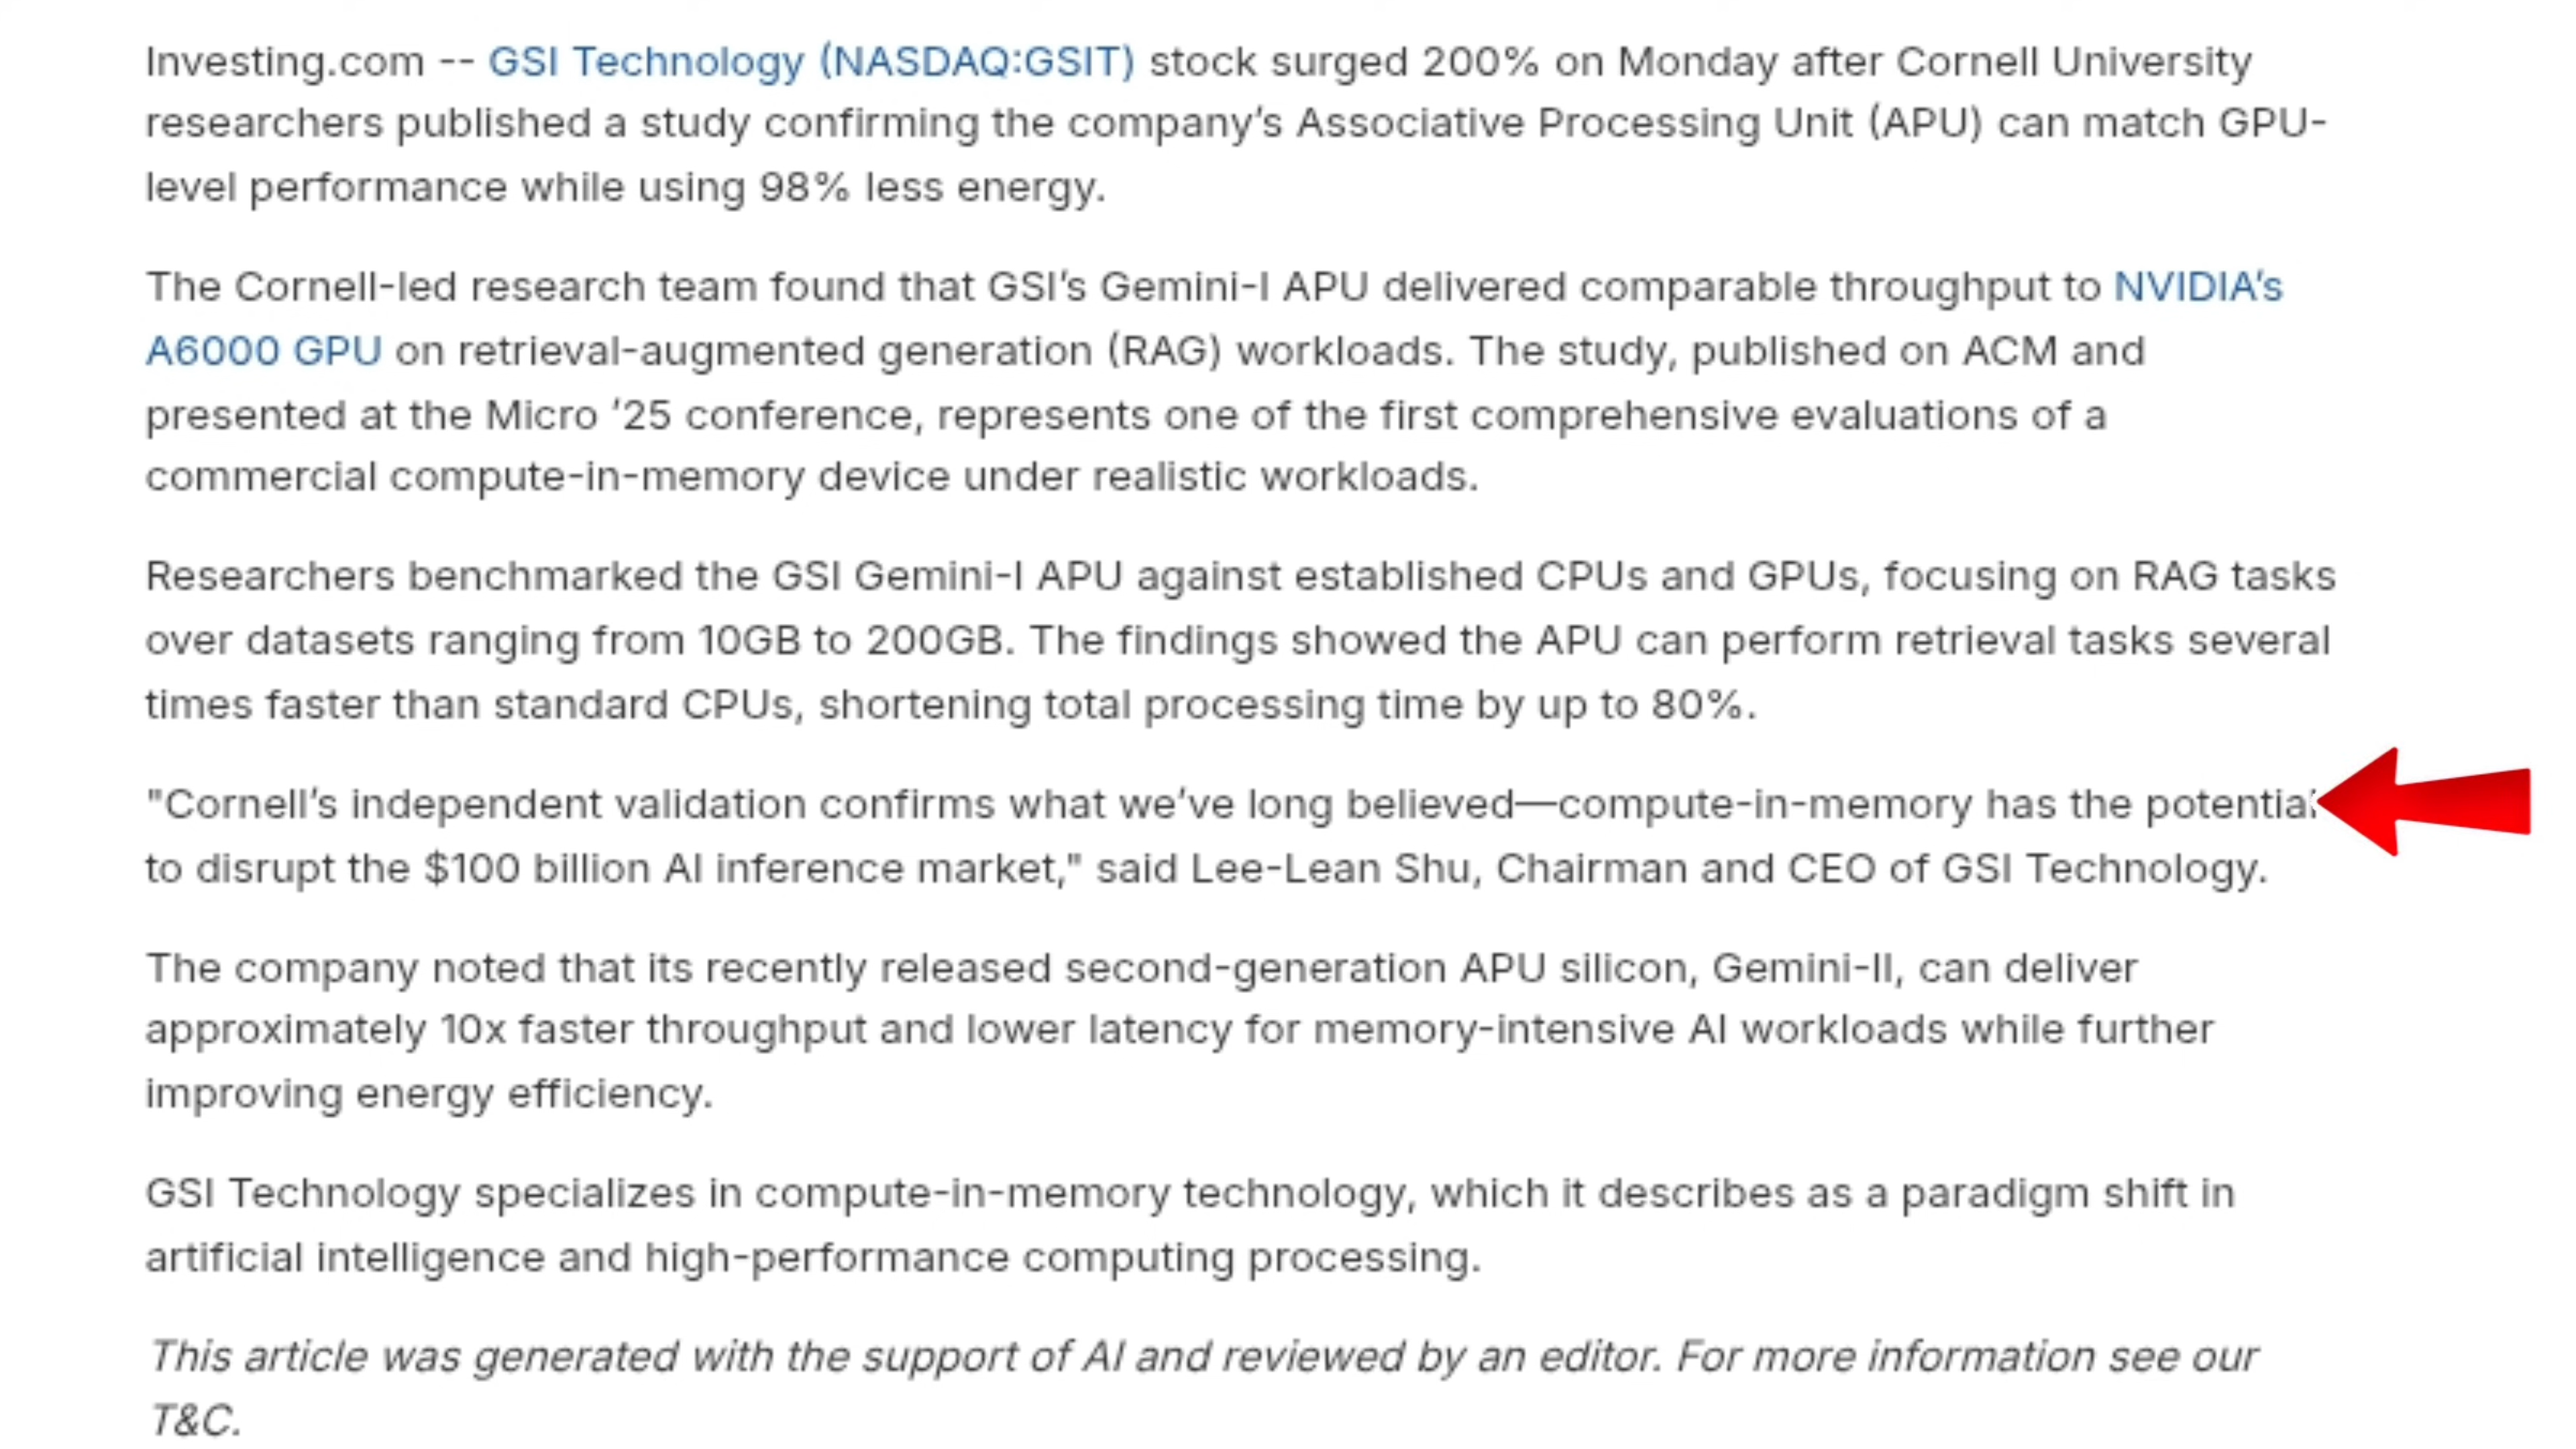 Investing.com -- GSI Technology (NASDAQ:GSIT) stock surged 200% on Monday after Cornell University
researchers published a study confirming the company’s Associative Processing Unit (APU) can match GPU-
level performance while using 98% less energy.
The Cornell-led research team found that GSI’s Gemini-I APU delivered comparable throughput to NVIDIA’s
A6000 GPU on retrieval-augmented generation (RAG) workloads. The study, published on ACM and
presented at the Micro ’25 conference, represents one of the first comprehensive evaluations of a
commercial compute-in-memory device under realistic workloads.
Researchers benchmarked the GSI Gemini-I APU against established CPUs and GPUs, focusing on RAG tasks
over datasets ranging from 10GB to 200GB. The findings showed the APU can perform retrieval tasks several
times faster than standard CPUs, shortening total processing time by up to 80%.
"Cornell’s independent validation confirms what we’ve long believed—compute-in-memory has the potential
to disrupt the $100 billion AI inference market," said Lee-Lean Shu, Chairman and CEO of GSI Technology.
The company noted that its recently released second-generation APU silicon, Gemini-II, can deliver
approximately 10x faster throughput and lower latency for memory-intensive AI workloads while further
improving energy efficiency.
GSI Technology specializes in compute-in-memory technology, which it describes as a paradigm shift in
artificial intelligence and high-performance computing processing.
This article was generated with the support of AI and reviewed by an editor. For more information see our
T&C.